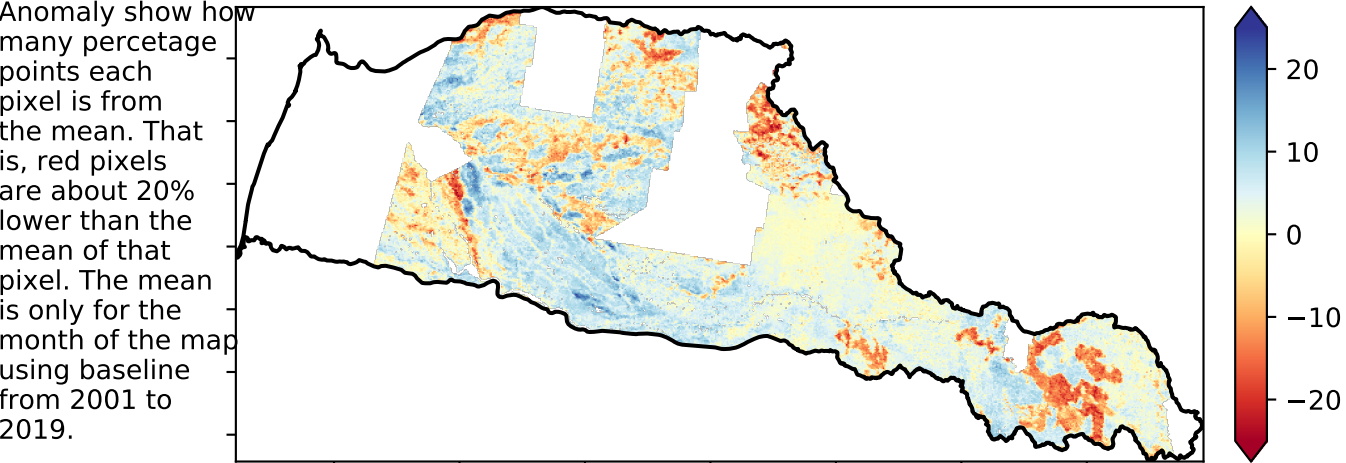 Anomaly show how
many percetage
points each
pixel is from
the mean. That
is, red pixels
are about 20%
lower than the
mean of that
pixel. The mean
is only for the
month of the map
using baseline
from 2001 to
2019.
20
10
0
−10
−20